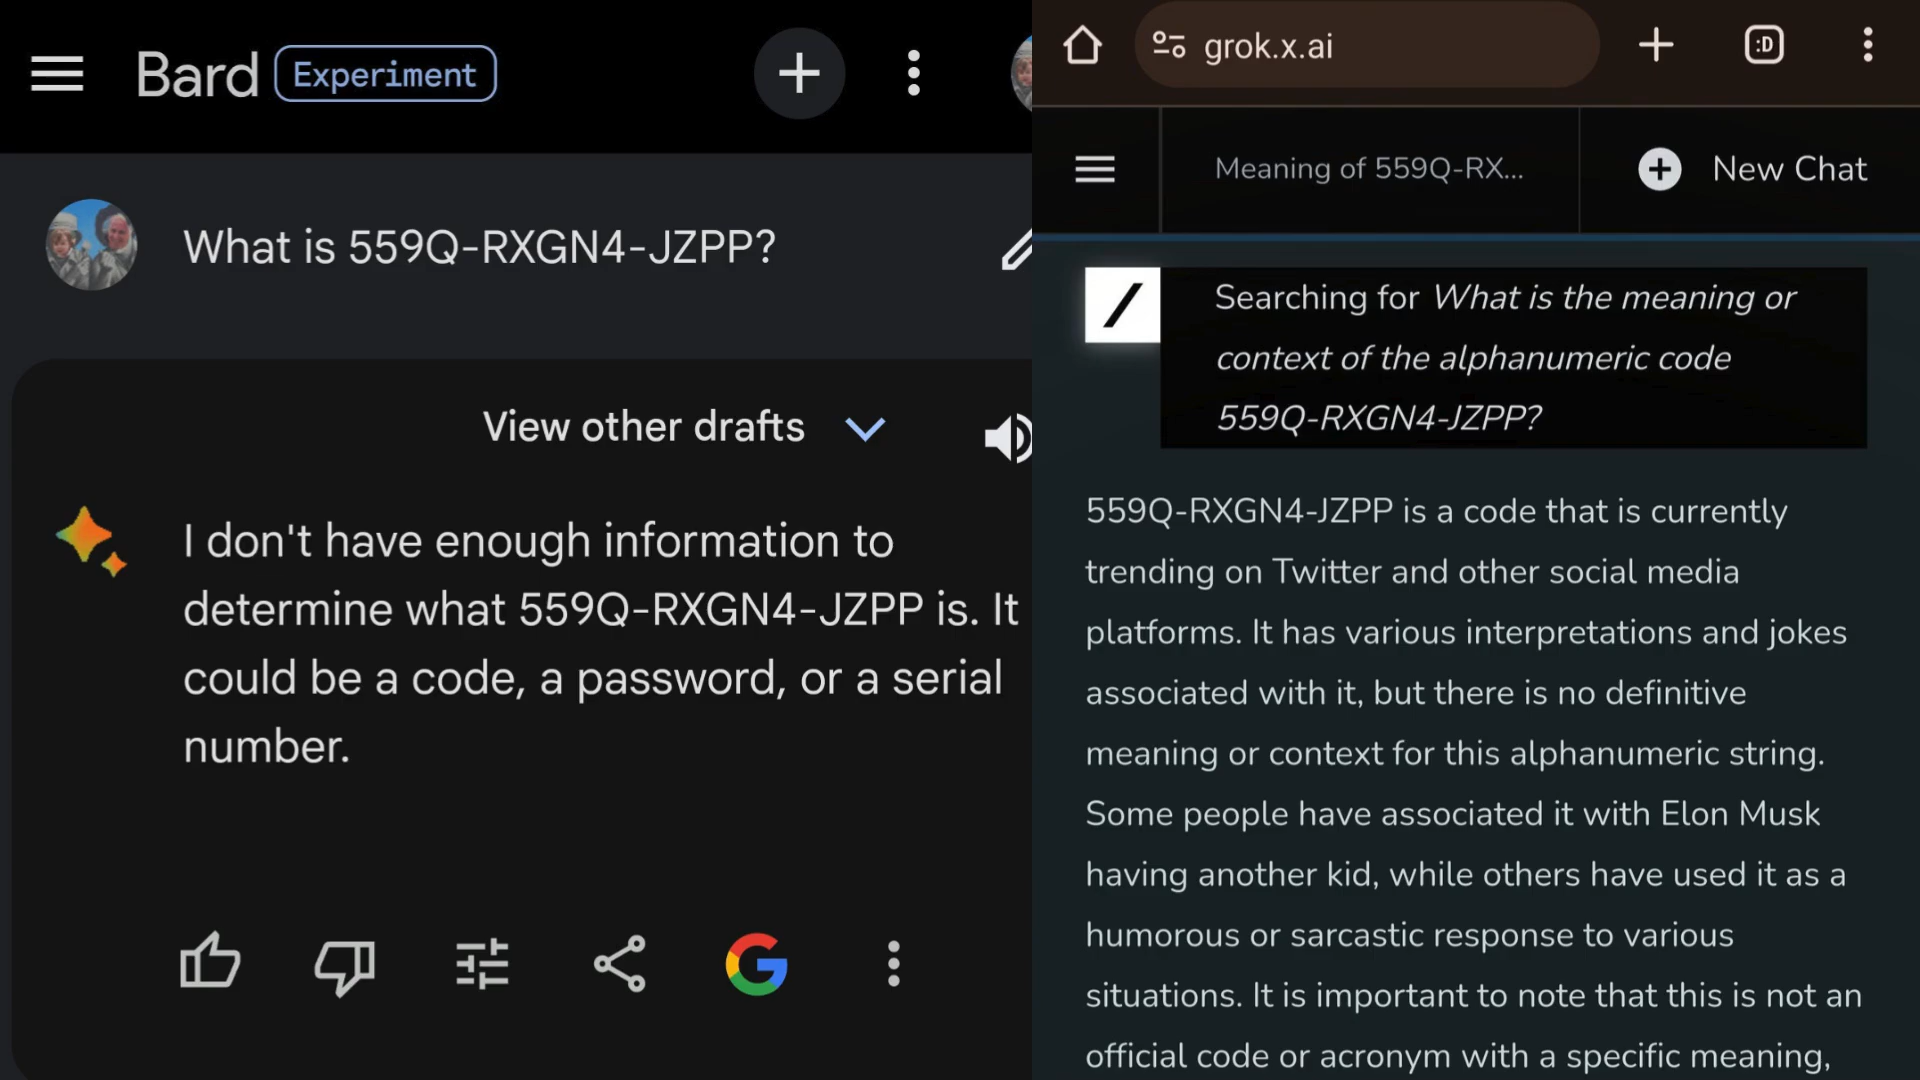 Bard Experiment
What is 559Q-RXGN4-JZPP?
View other drafts
I don't have enough information to
determine what 559Q-RXGN4-JZPP is. It
could be a code, a password, or a serial
number.
grok.x.ai
:D
Meaning of 559Q-RX...
New Chat
Searching for What is the meaning or
context of the alphanumeric code
559Q-RXGN4-JZPP?
559Q-RXGN4-JZPP is a code that is currently
trending on Twitter and other social media
platforms. It has various interpretations and jokes
associated with it, but there is no definitive
meaning or context for this alphanumeric string.
Some people have associated it with Elon Musk
having another kid, while others have used it as a
humorous or sarcastic response to various
situations. It is important to note that this is not an
official code or acronym with a specific meaning,